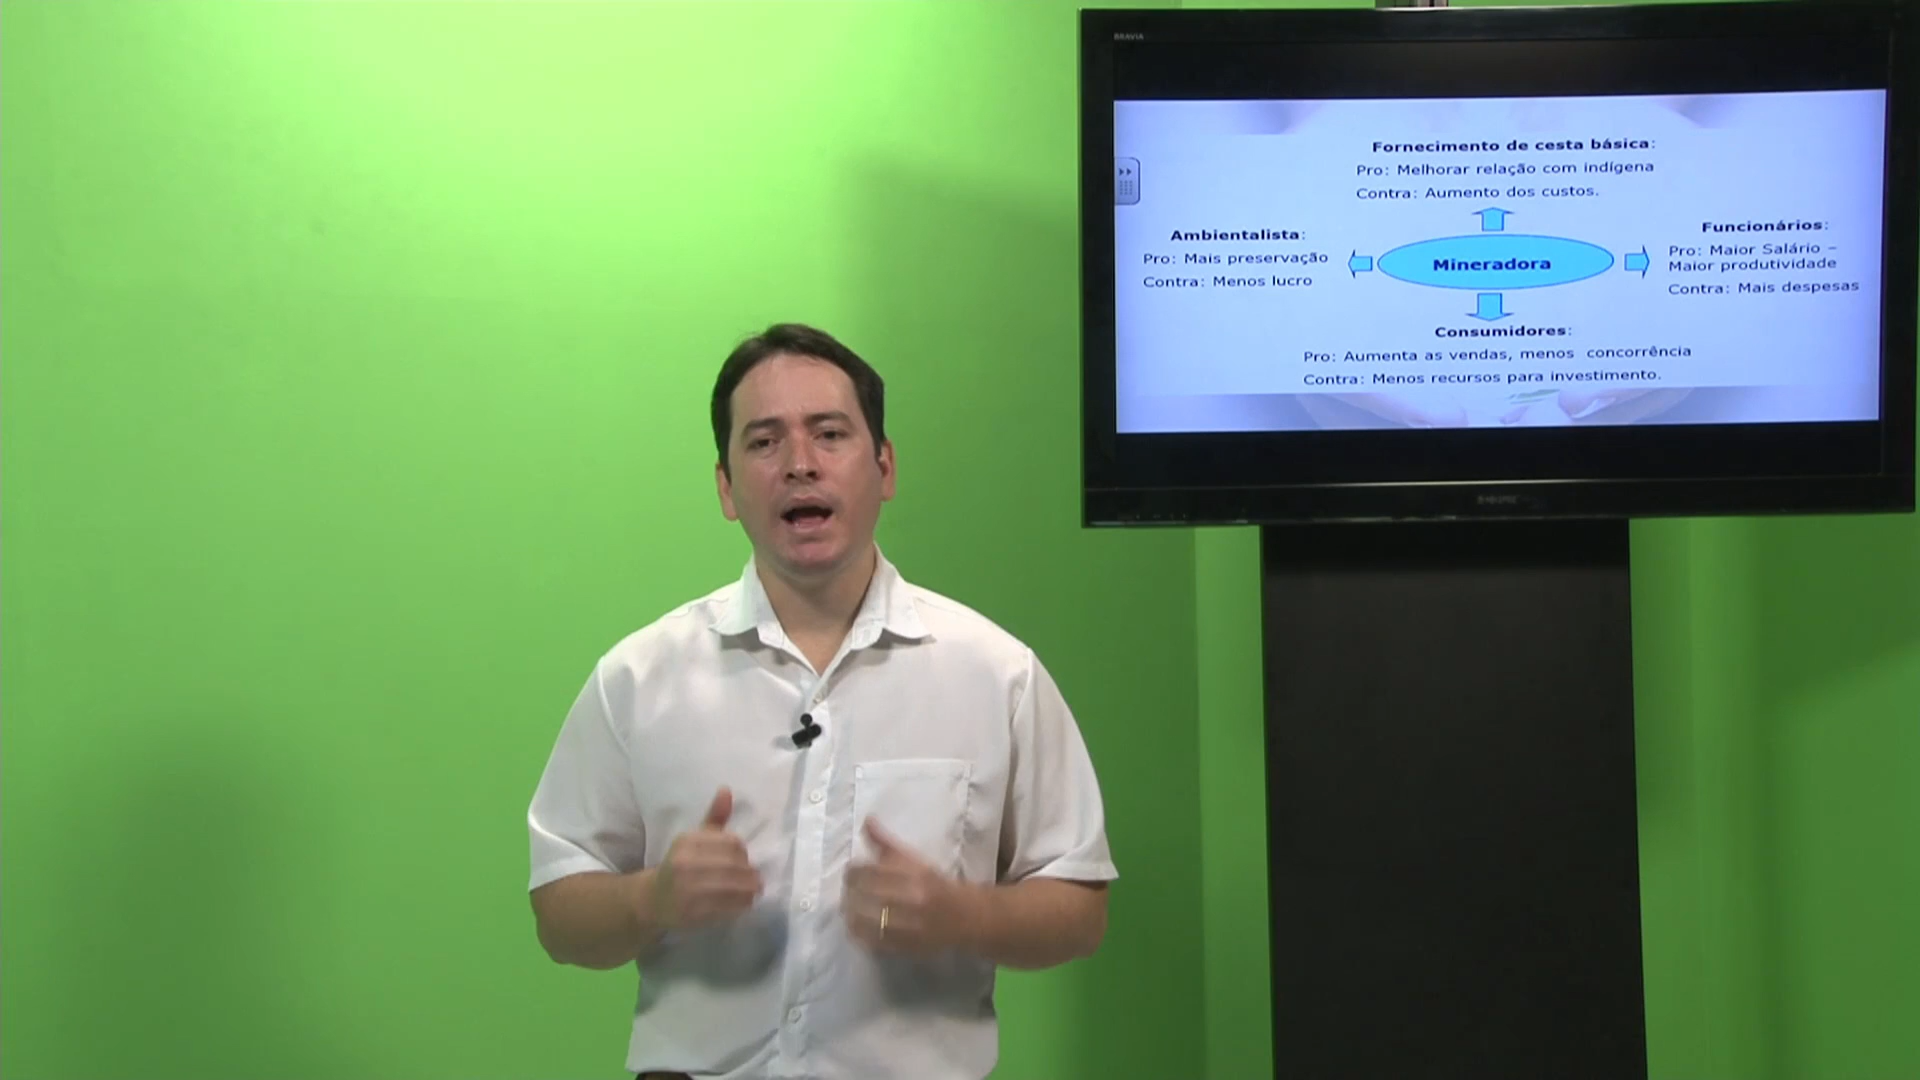 BRAVIA
Fornecimento de cesta básica:
Pro: Melhorar relação com indígena
Contra: Aumento dos custos.
Ambientalista:
Pro: Mais preservação
Contra: Menos lucro
Mineradora
Funcionários:
Pro: Maior Salário –
Maior produtividade
Contra: Mais despesas
Consumidores:
Pro: Aumenta as vendas, menos concorrência
Contra: Menos recursos para investimento.